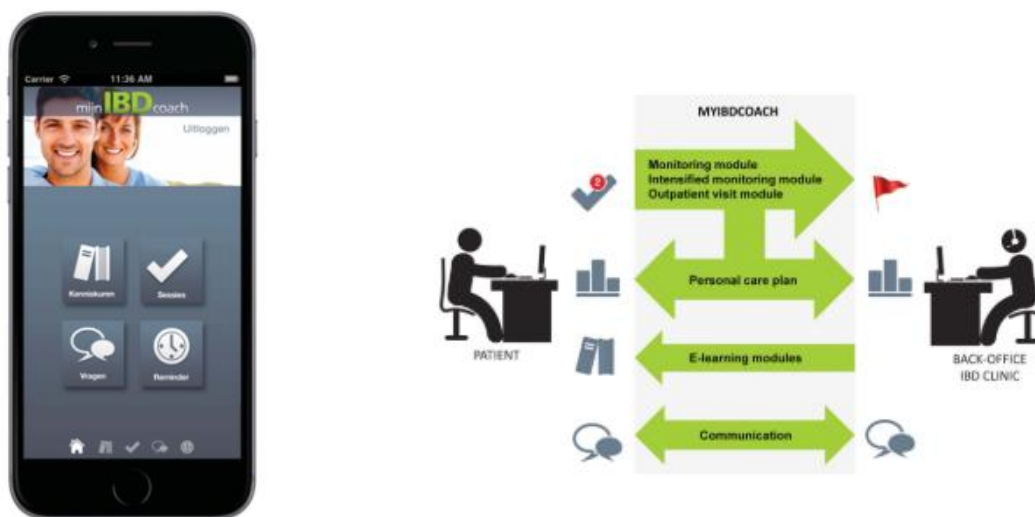 Carrier
11:36 AM
mijn IBD coach
Uitloggen
Kenniskuren
Sessies
Vragen
Reminder
MYIBDCOACH
2
Monitoring module
Intensified monitoring module
Outpatient visit module
Personal care plan
PATIENT
E-learning modules
BACK-OFFICE
IBD CLINIC
Communication